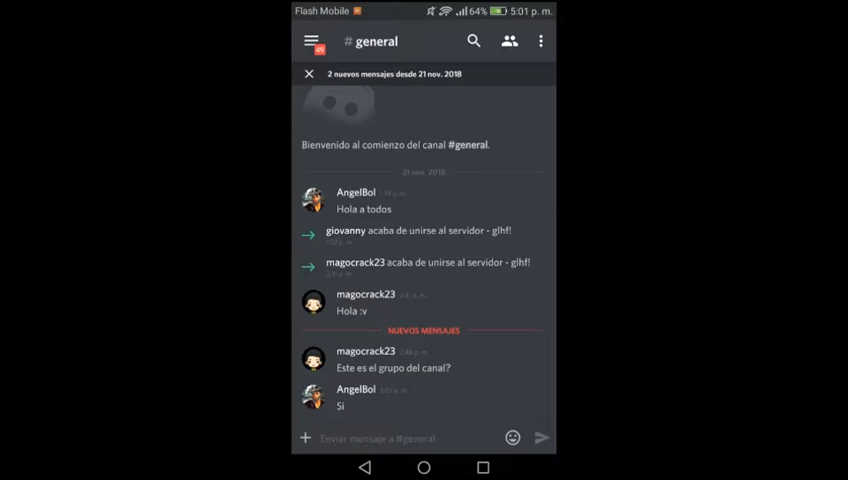 Flash Mobile 64% 5:01 p. m.
49
# general
2 nuevos mensajes desde 21 nov. 2018
Bienvenido al comienzo del canal #general.
21 nov. 2018
AngelBol
Hola a todos
giovanny acaba de unirse al servidor - glhf!
magocrack23 acaba de unirse al servidor - glhf!
magocrack23
Hola :v
NUEVOS MENSAJES
magocrack23
Este es el grupo del canal?
AngelBol
Si
Enviar mensaje a #general